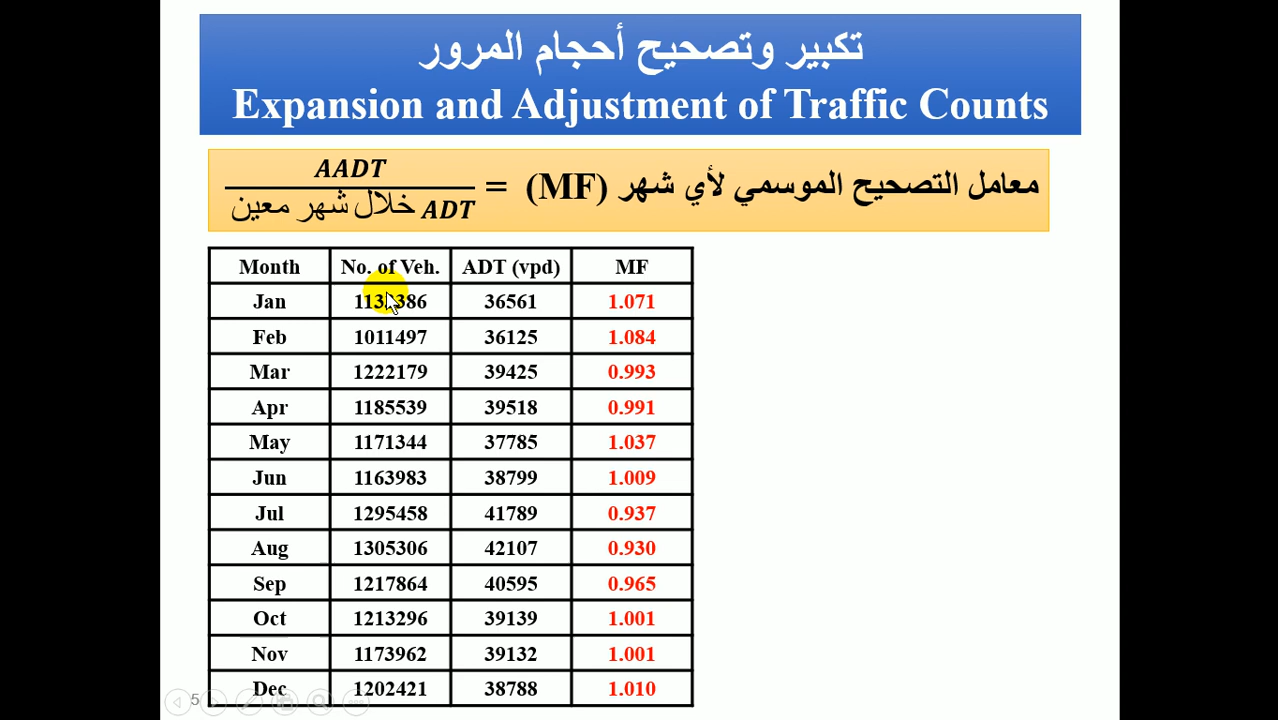 تكبير وتصحيح أحجام المرور
Expansion and Adjustment of Traffic Counts
معامل التصحيح الموسمي لأي شهر (MF) =
AADT
ADT خلال شهر معين
Month No. of Veh. ADT (vpd) MF
Jan 36561 1.071
Feb 1011497 36125 1.084
Mar 1222179 39425 0.993
Apr 1185539 39518 0.991
May 1171344 37785 1.037
Jun 1163983 38799 1.009
Jul 1295458 41789 0.937
Aug 1305306 42107 0.930
Sep 1217864 40595 0.965
Oct 1213296 39139 1.001
Nov 1173962 39132 1.001
Dec 1202421 38788 1.010
5